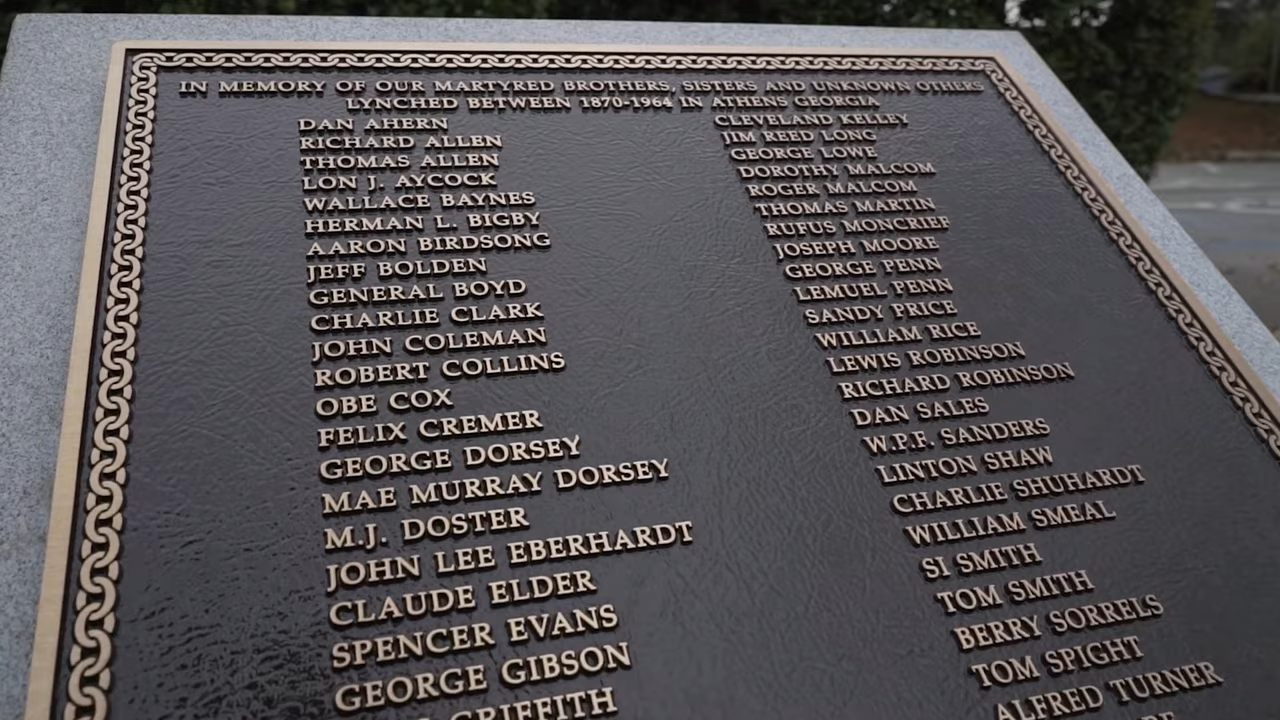 IN MEMORY OF OUR MARTYRED BROTHERS, SISTERS AND UNKNOWN OTHERS
LYNCHED BETWEEN 1870-1964 IN ATHENS GEORGIA
DAN AHERN
RICHARD ALLEN
THOMAS ALLEN
LON J. AYCOCK
WALLACE BAYNES
HERMAN L. BIGBY
AARON BIRDSONG
JEFF BOLDEN
GENERAL BOYD
CHARLIE CLARK
JOHN COLEMAN
ROBERT COLLINS
OBE COX
FELIX CREMER
GEORGE DORSEY
MAE MURRAY DORSEY
M.J. DOSTER
JOHN LEE EBERHARDT
CLAUDE ELDER
SPENCER EVANS
GEORGE GIBSON
GRIFFITH
CLEVELAND KELLEY
JIM REED LONG
GEORGE LOWE
DOROTHY MALCOM
ROGER MALCOM
THOMAS MARTIN
RUFUS MONCRIEF
JOSEPH MOORE
GEORGE PENN
LEMUEL PENN
SANDY PRICE
WILLIAM RICE
LEWIS ROBINSON
RICHARD ROBINSON
DAN SALES
W.P.F. SANDERS
LINTON SHAW
CHARLIE SHUHARDT
WILLIAM SMEAL
SI SMITH
TOM SMITH
BERRY SORRELS
TOM SPIGHT
ALFRED TURNER